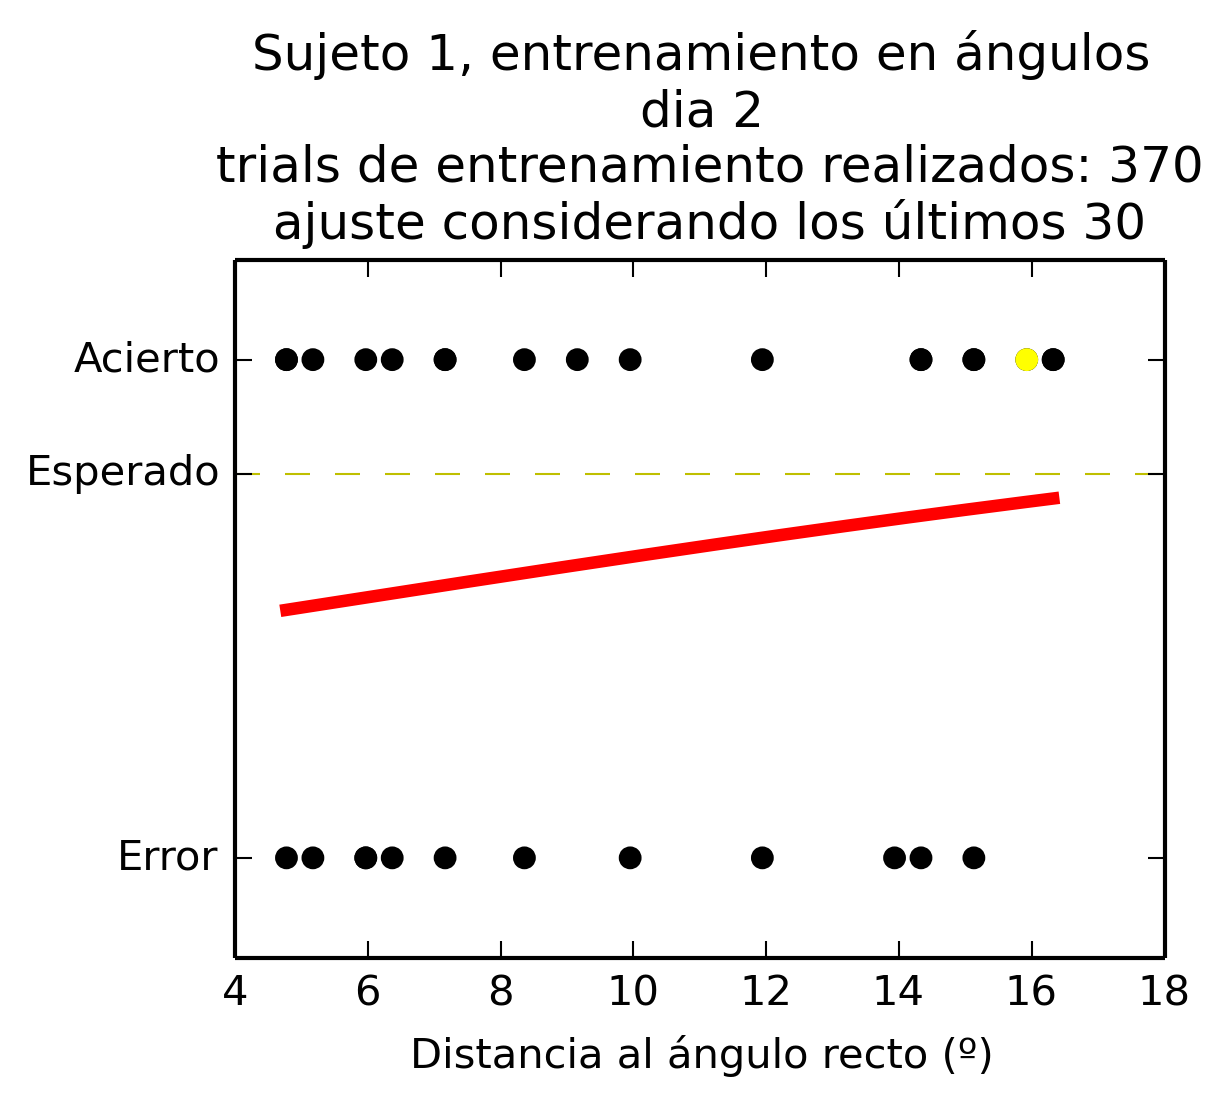 Sujeto 1, entrenamiento en ángulos
dia 2
trials de entrenamiento realizados: 370
ajuste considerando los últimos 30
Acierto
Esperado
Error
4 6 8 10 12 14 16 18
Distancia al ángulo recto (º)